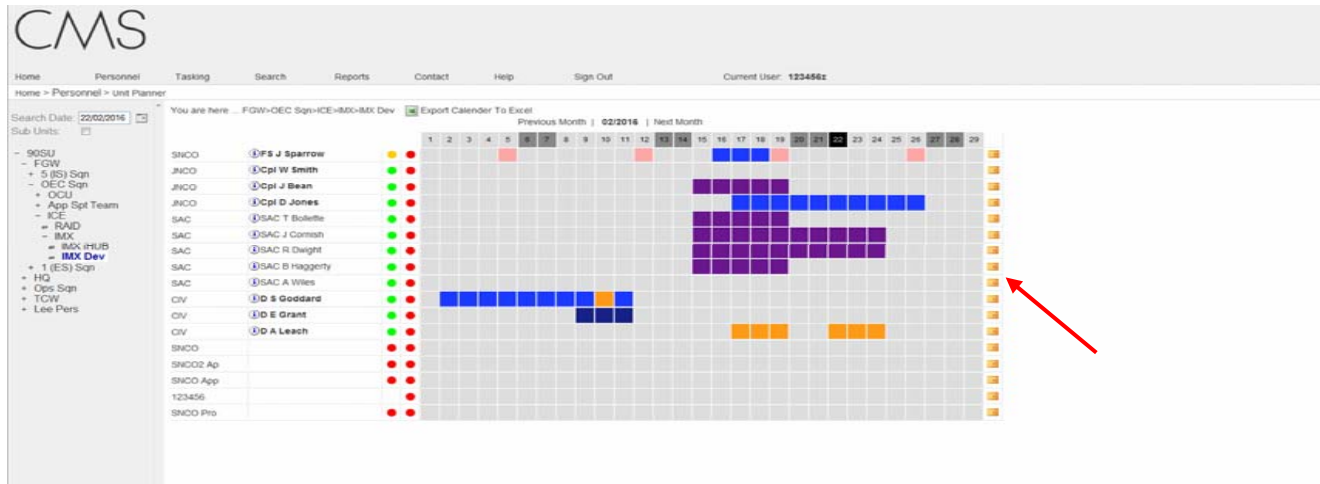 CMS
Home Personnel Tasking Search Reports Contact Help Sign Out Current User: 123456z
Home > Personnel > Unit Planner
Search Date: 22/02/2016
Sub Units:
- 90SU
- FGW
+ 5 (IS) Sqn
- OEC Sqn
+ OCU
+ App Spt Team
- ICE
RAID
- IMX
IMX iHUB
IMX Dev
+ 1 (ES) Sqn
+ HQ
+ Ops Sqn
+ TCW
+ Lee Pers
You are here ... FGW>OEC Sqn>ICE>IMX>IMX Dev Export Calender To Excel
Previous Month | 02/2016 | Next Month
1 2 3 4 5 6 7 8 9 10 11 12 13 14 15 16 17 18 19 20 21 22 23 24 25 26 27 28 29
SNCO FS J Sparrow
JNCO Cpl W Smith
JNCO Cpl J Bean
JNCO Cpl D Jones
SAC SAC T Bollette
SAC SAC J Cornish
SAC SAC R Dwight
SAC SAC B Haggerty
SAC SAC A Wiles
CIV D S Goddard
CIV D E Grant
CIV D A Leach
SNCO
SNCO2 Ap
SNCO App
123456
SNCO Pro